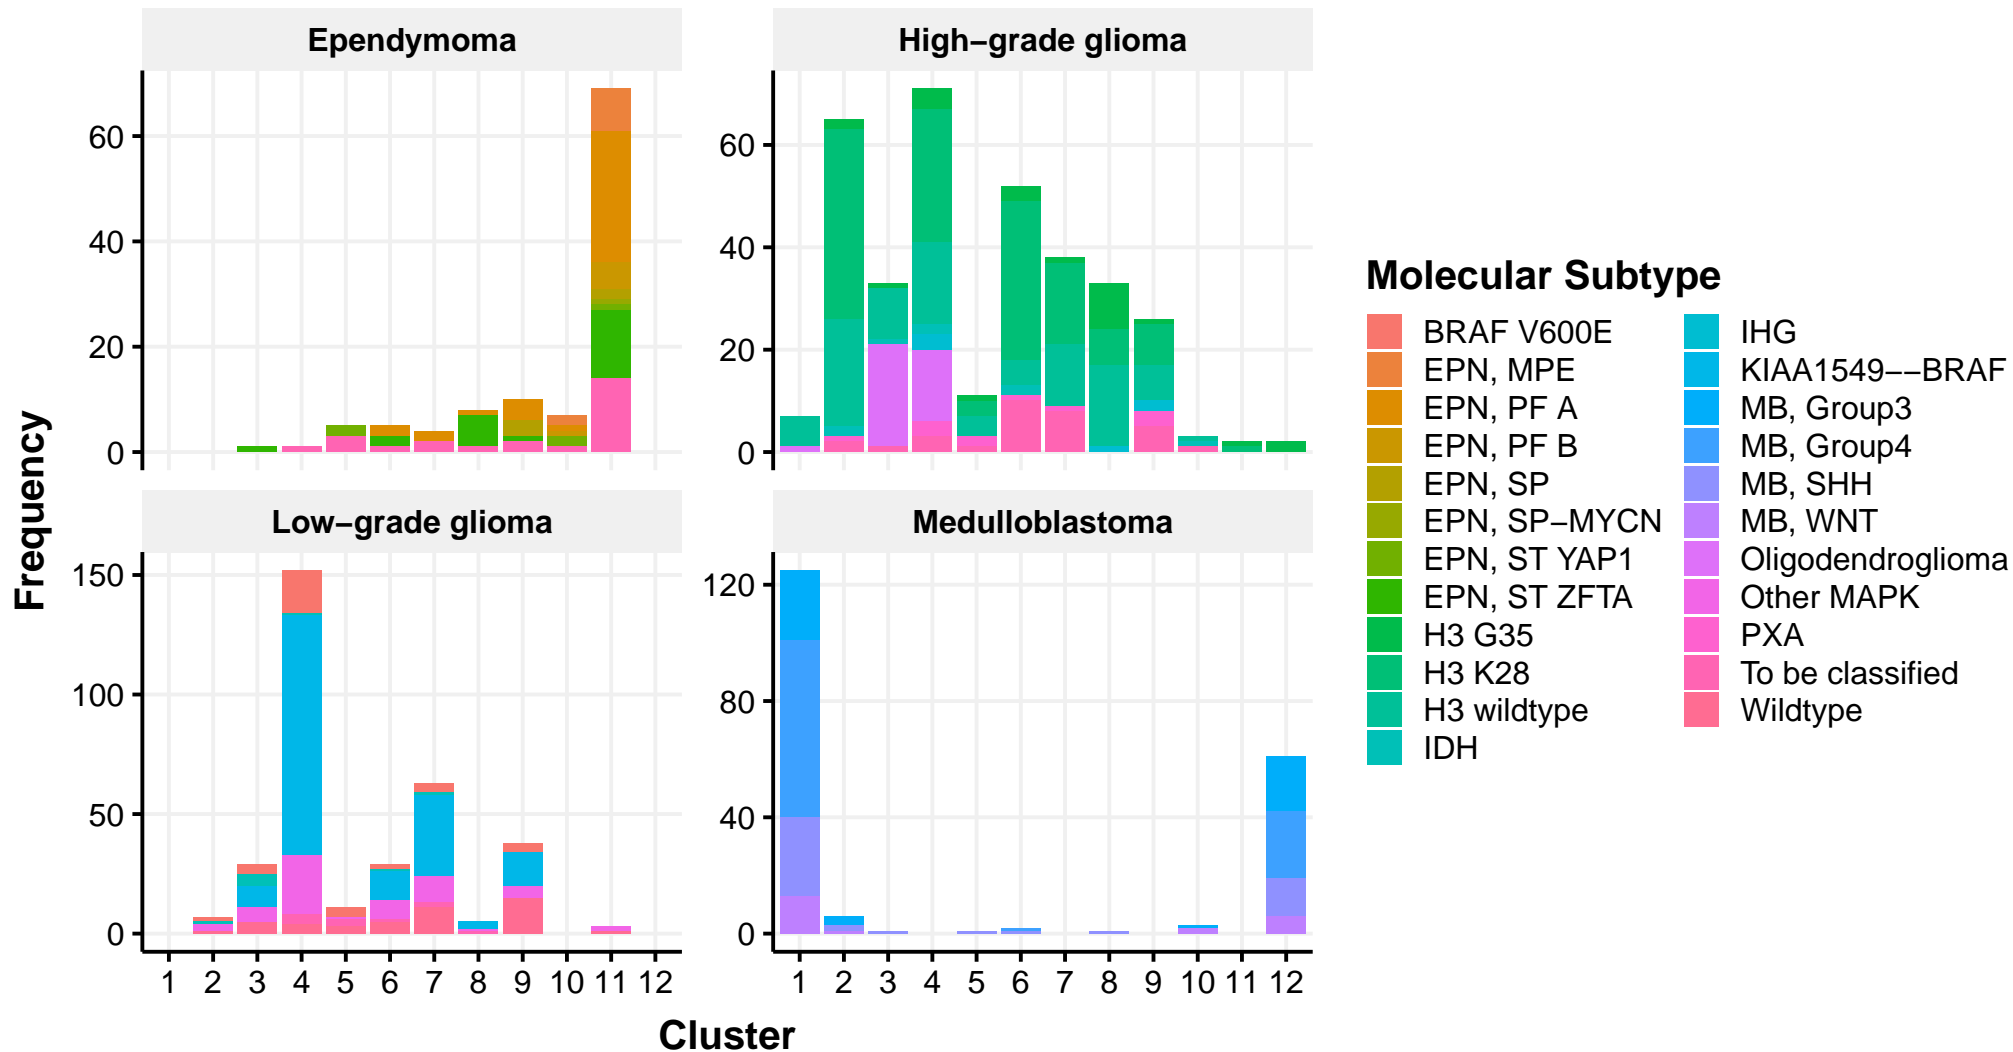 Ependymoma
High−grade glioma
60
40
20
0
60
40
20
0
Low−grade glioma
Medulloblastoma
150
100
50
0
120
80
40
0
1 2 3 4 5 6 7 8 9 10 11 12
1 2 3 4 5 6 7 8 9 10 11 12
Frequency
Cluster
Molecular Subtype
BRAF V600E
EPN, MPE
EPN, PF A
EPN, PF B
EPN, SP
EPN, SP−MYCN
EPN, ST YAP1
EPN, ST ZFTA
H3 G35
H3 K28
H3 wildtype
IDH
IHG
KIAA1549−−BRAF
MB, Group3
MB, Group4
MB, SHH
MB, WNT
Oligodendroglioma
Other MAPK
PXA
To be classified
Wildtype